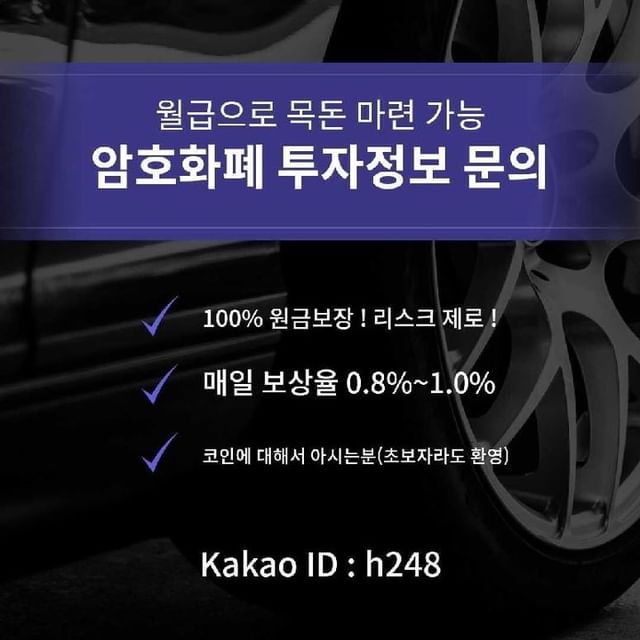 월급으로 목돈 마련 가능
암호화폐 투자정보 문의
100% 원금보장 ! 리스크 제로 !
매일 보상율 0.8%~1.0%
코인에 대해서 아시는분(초보자라도 환영)
Kakao ID : h248